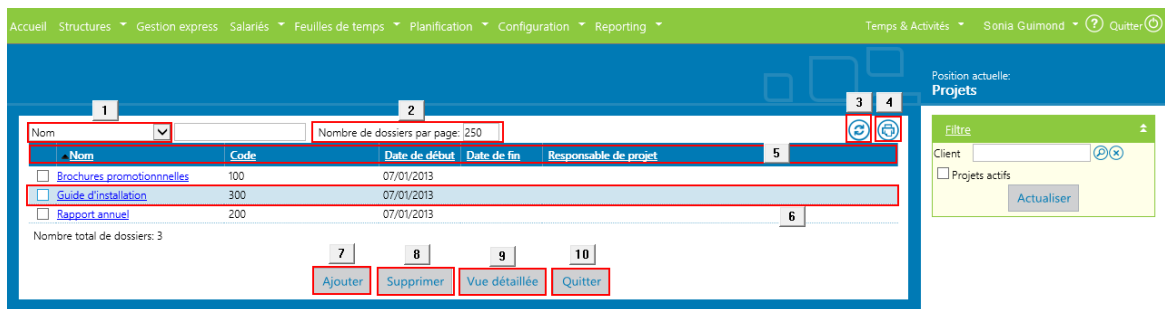 Accueil Structures Gestion express Salariés Feuilles de temps Planification Configuration Reporting Temps & Activités Sonia Guimond ? Quitter
Position actuelle:
Projets
1 2 3 4
Nom Nombre de dossiers par page: 250
Filtre
Nom Code Date de début Date de fin Responsable de projet 5
Client
Brochures promotionnnelles 100 07/01/2013
Projets actifs
Guide d'installation 300 07/01/2013
Actualiser
Rapport annuel 200 07/01/2013 6
Nombre total de dossiers: 3
7 8 9 10
Ajouter Supprimer Vue détaillée Quitter